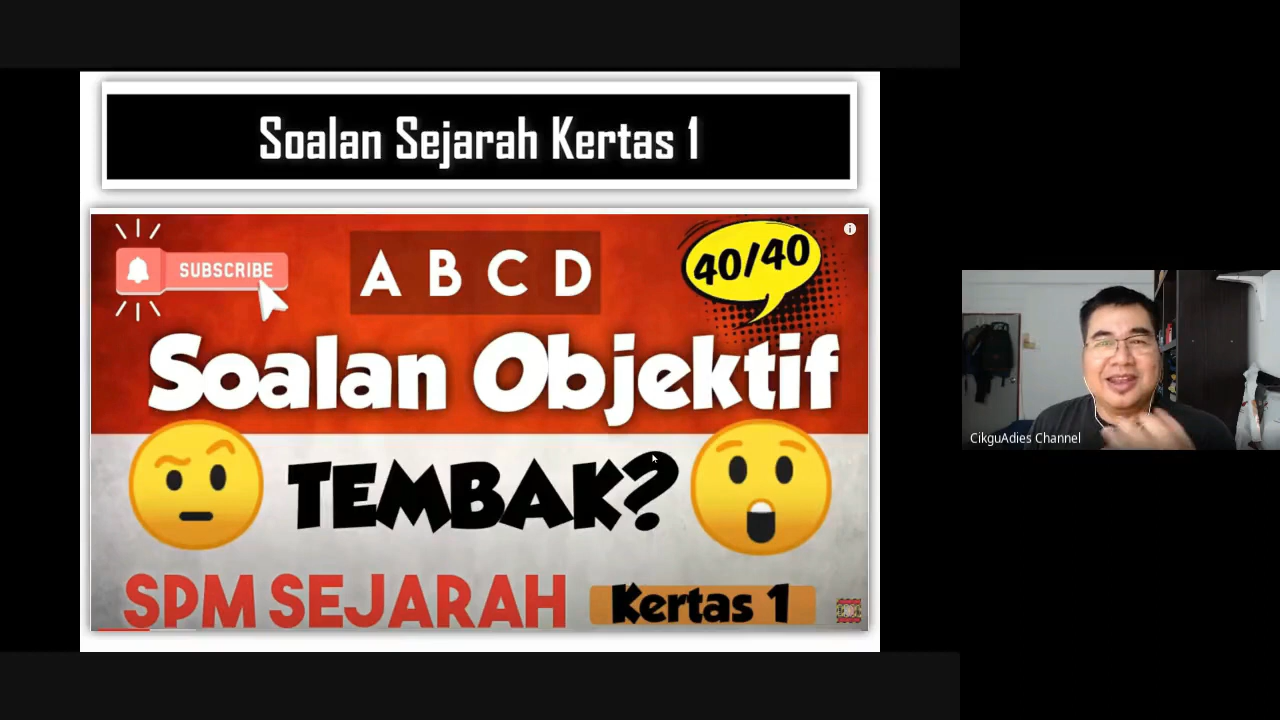 Soalan Sejarah Kertas 1
SUBSCRIBE
A B C D
40/40
Soalan Objektif
TEMBAK?
SPM SEJARAH Kertas 1
CikguAdies Channel